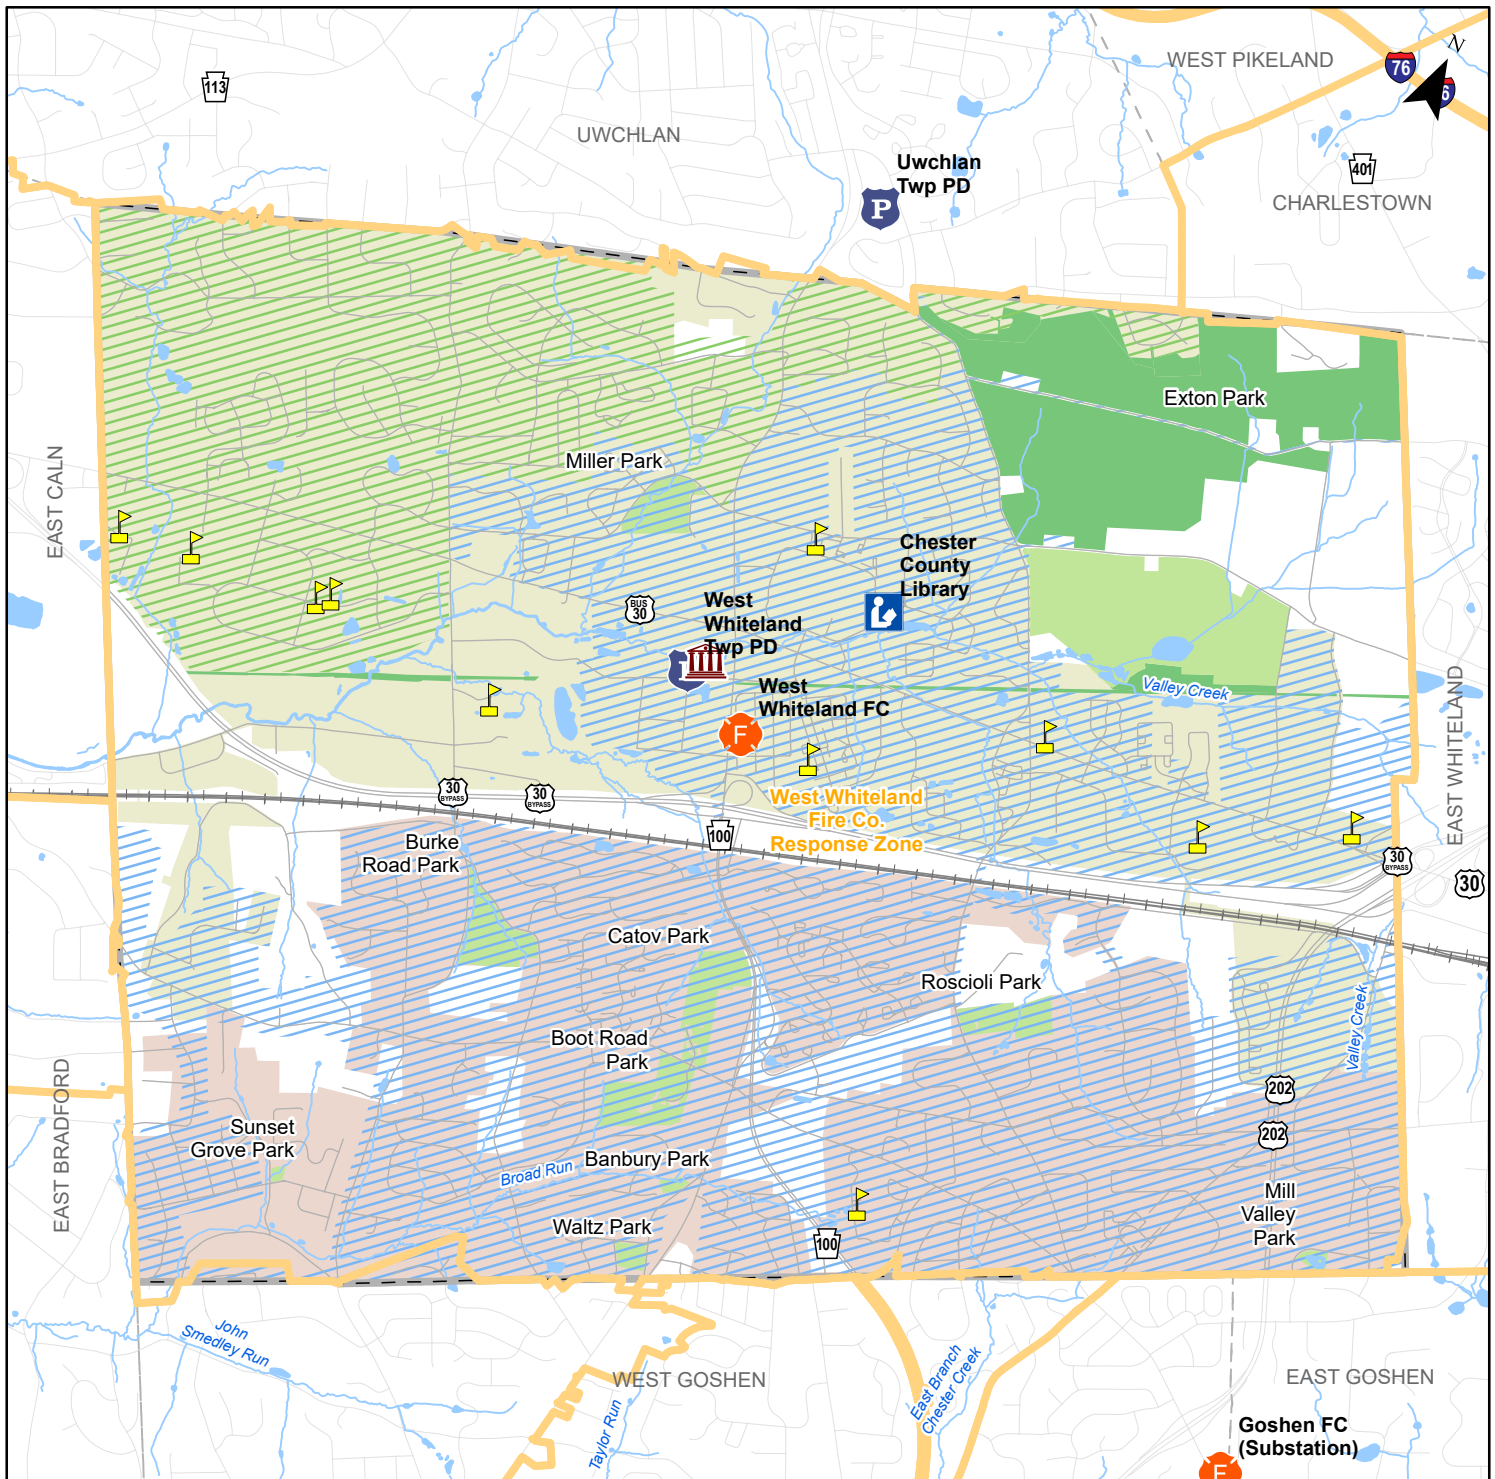 WEST PIKELAND
N
76
6
113
UWCHLAN
Uwchlan
Twp PD
P
401
CHARLESTOWN
Exton Park
EAST CALN
Miller Park
Chester
County
Library
BUS
30
West
Whiteland
Twp PD
West
Whiteland FC
F
Valley Creek
EAST WHITELAND
30
BYPASS
30
BYPASS
West Whiteland
Fire Co.
Response Zone
100
Burke
Road Park
30
BYPASS
30
Catov Park
Roscioli Park
Valley Creek
Boot Road
Park
EAST BRADFORD
202
202
Sunset
Grove Park
Broad Run
Banbury Park
Mill
Valley
Park
Waltz Park
100
John
Smedley Run
WEST GOSHEN
East Branch
Chester Creek
EAST GOSHEN
Taylor Run
Goshen FC
(Substation)
F